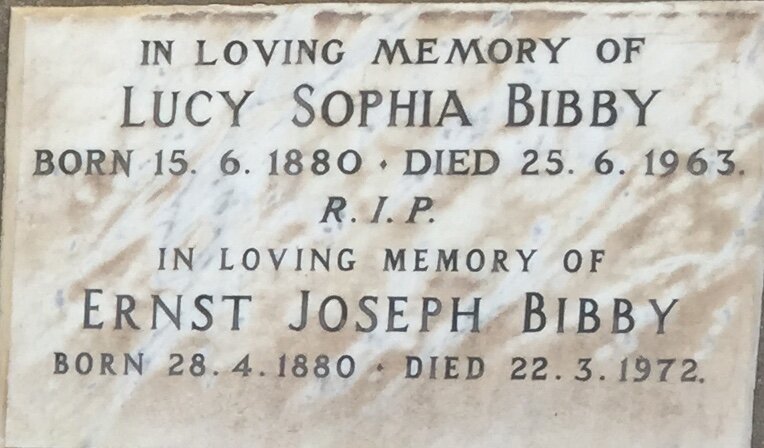 IN LOVING MEMORY OF
LUCY SOPHIA BIBBY
BORN 15. 6. 1880 · DIED 25. 6. 1963.
R. I. P.
IN LOVING MEMORY OF
ERNST JOSEPH BIBBY
BORN 28. 4. 1880 · DIED 22. 3. 1972.